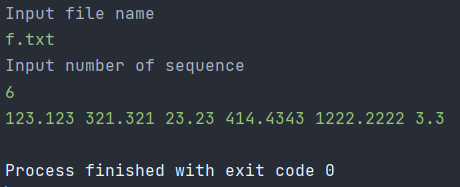 Input file name
f.txt
Input number of sequence
6
123.123 321.321 23.23 414.4343 1222.2222 3.3
Process finished with exit code 0